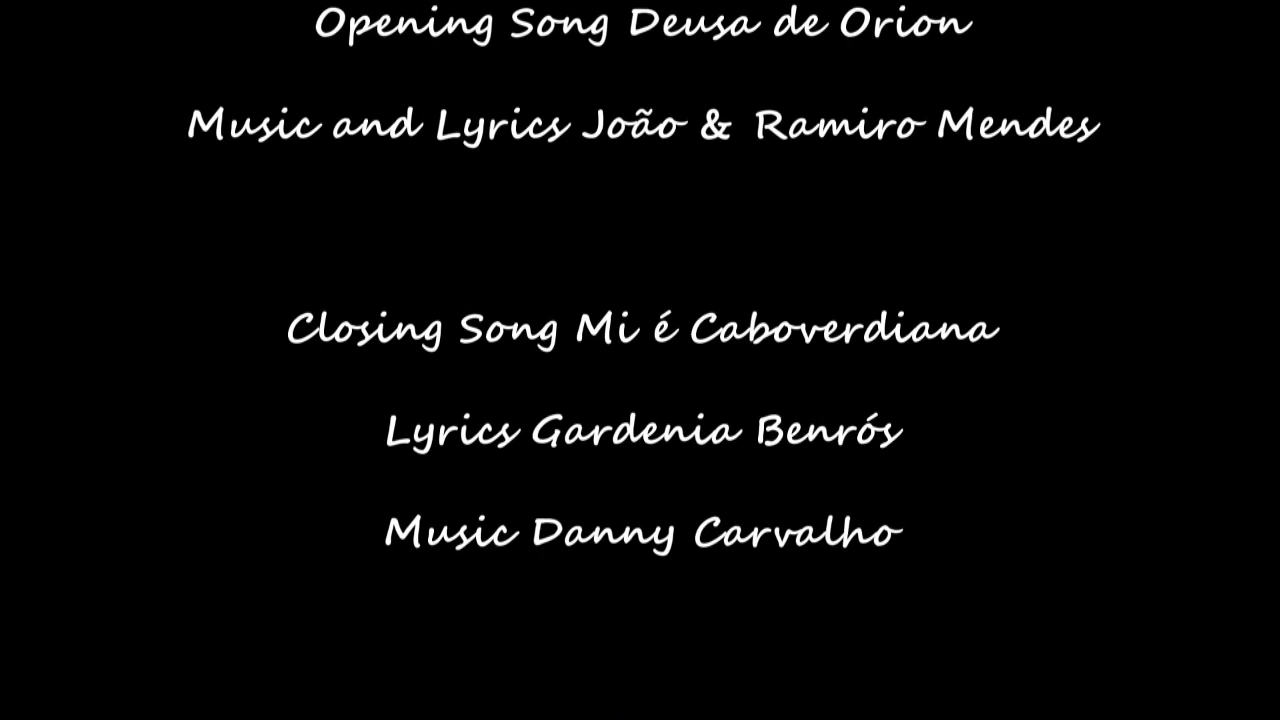 Opening Song Deusa de Orion
Music and Lyrics João & Ramiro Mendes
Closing Song Mi é Caboverdiana
Lyrics Gardenia Benrós
Music Danny Carvalho